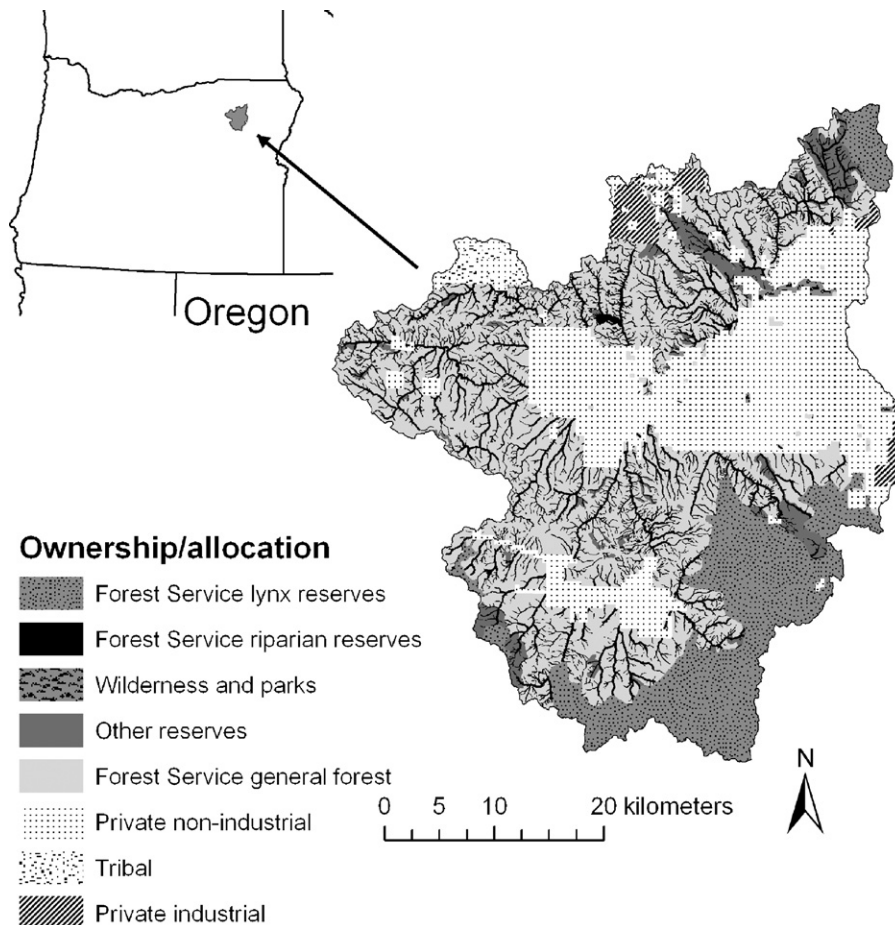 Oregon
Ownership/allocation
Forest Service lynx reserves
Forest Service riparian reserves
Wilderness and parks
Other reserves
Forest Service general forest
Private non-industrial
Tribal
Private industrial
N
0 5 10 20 kilometers